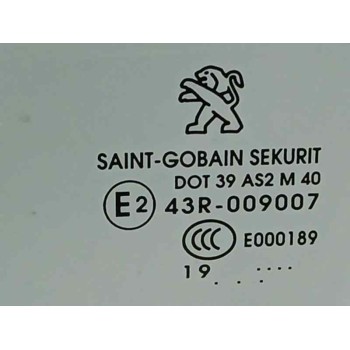 SAINT-GOBAIN SEKURIT
DOT 39 AS2 M 40
E2 43R-009007
CCC E000189
19 . .....
. . .